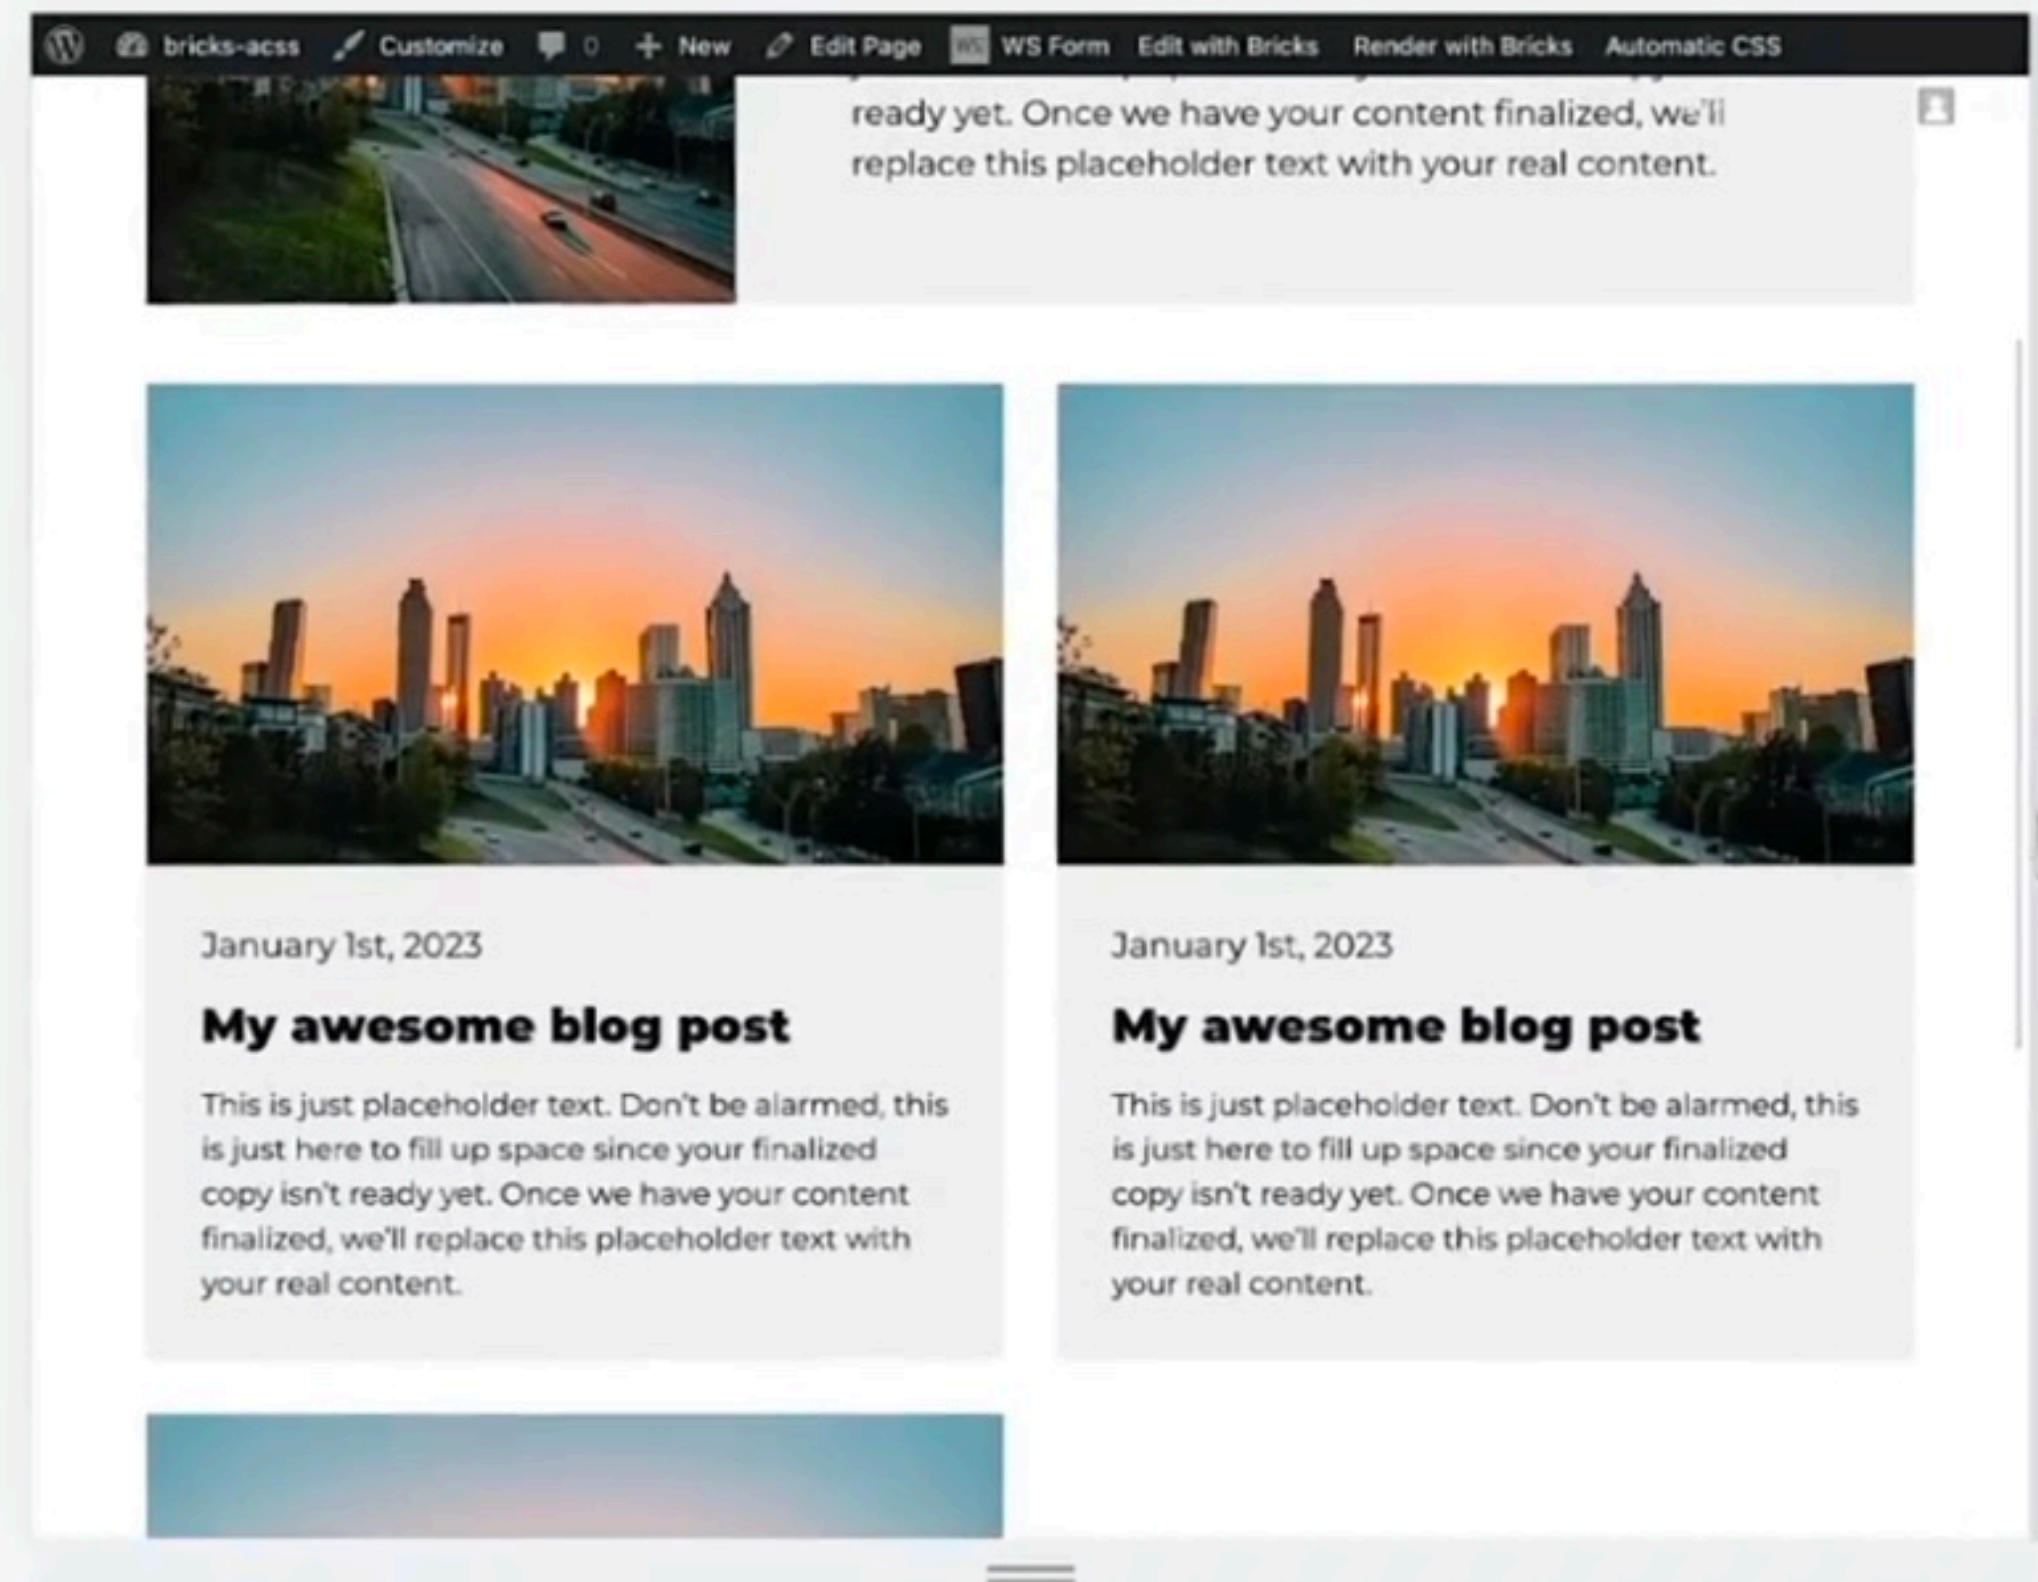 bricks-acss Customize 0 New Edit Page WS WS Form Edit with Bricks Render with Bricks Automatic CSS
ready yet. Once we have your content finalized, we'll
replace this placeholder text with your real content.
January 1st, 2023
My awesome blog post
This is just placeholder text. Don't be alarmed, this
is just here to fill up space since your finalized
copy isn't ready yet. Once we have your content
finalized, we'll replace this placeholder text with
your real content.
January 1st, 2023
My awesome blog post
This is just placeholder text. Don't be alarmed, this
is just here to fill up space since your finalized
copy isn't ready yet. Once we have your content
finalized, we'll replace this placeholder text with
your real content.